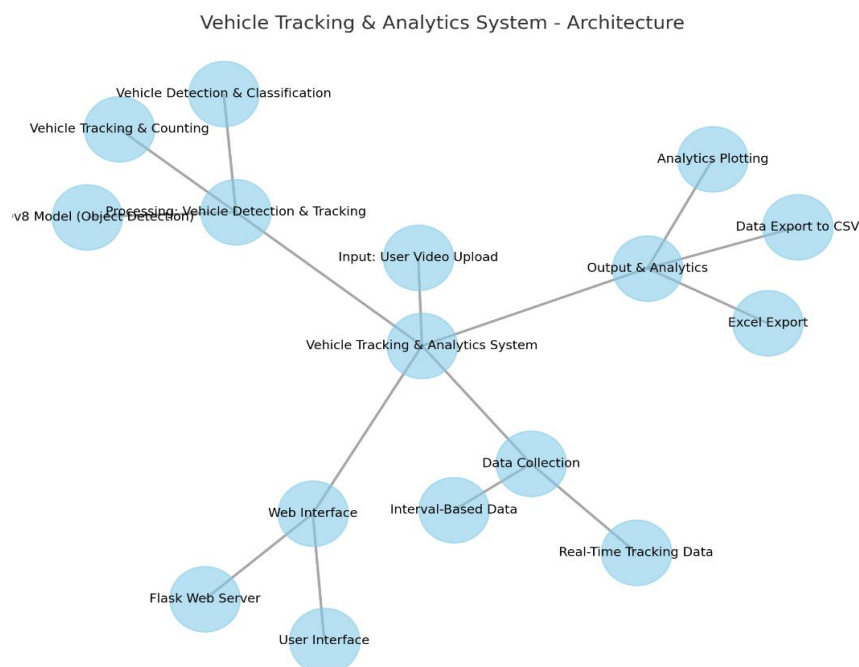 Vehicle Tracking & Analytics System - Architecture
Vehicle Detection & Classification
Vehicle Tracking & Counting
Processing: Vehicle Detection & Tracking
v8 Model (Object Detection)
Analytics Plotting
Data Export to CSV
Input: User Video Upload
Output & Analytics
Excel Export
Vehicle Tracking & Analytics System
Data Collection
Interval-Based Data
Web Interface
Real-Time Tracking Data
Flask Web Server
User Interface